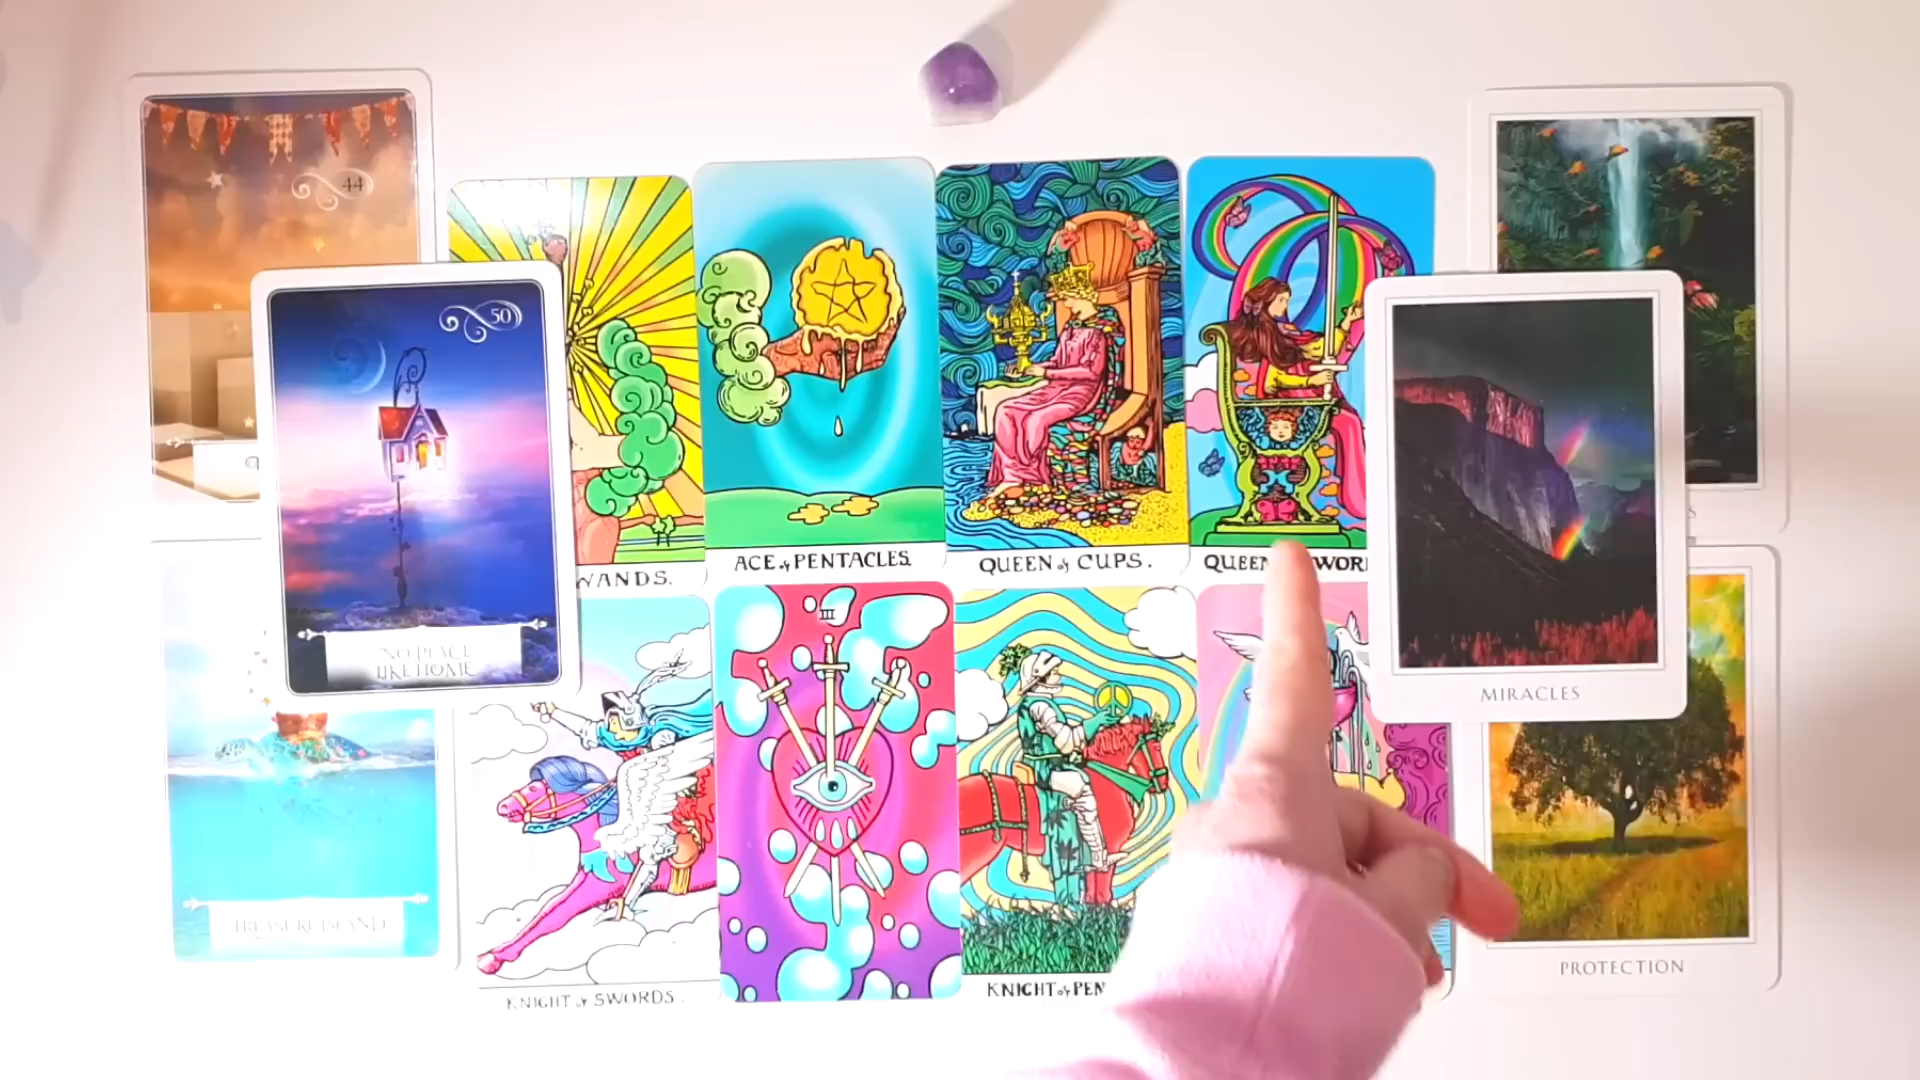 44
50
NO PLACE
LIKE HOME
WANDS.
ACE of PENTACLES.
QUEEN of CUPS.
QUEEN
WOR
III
MIRACLES
TREASURE ISLAND
KNIGHT of SWORDS.
KNIGHT of PEN
PROTECTION